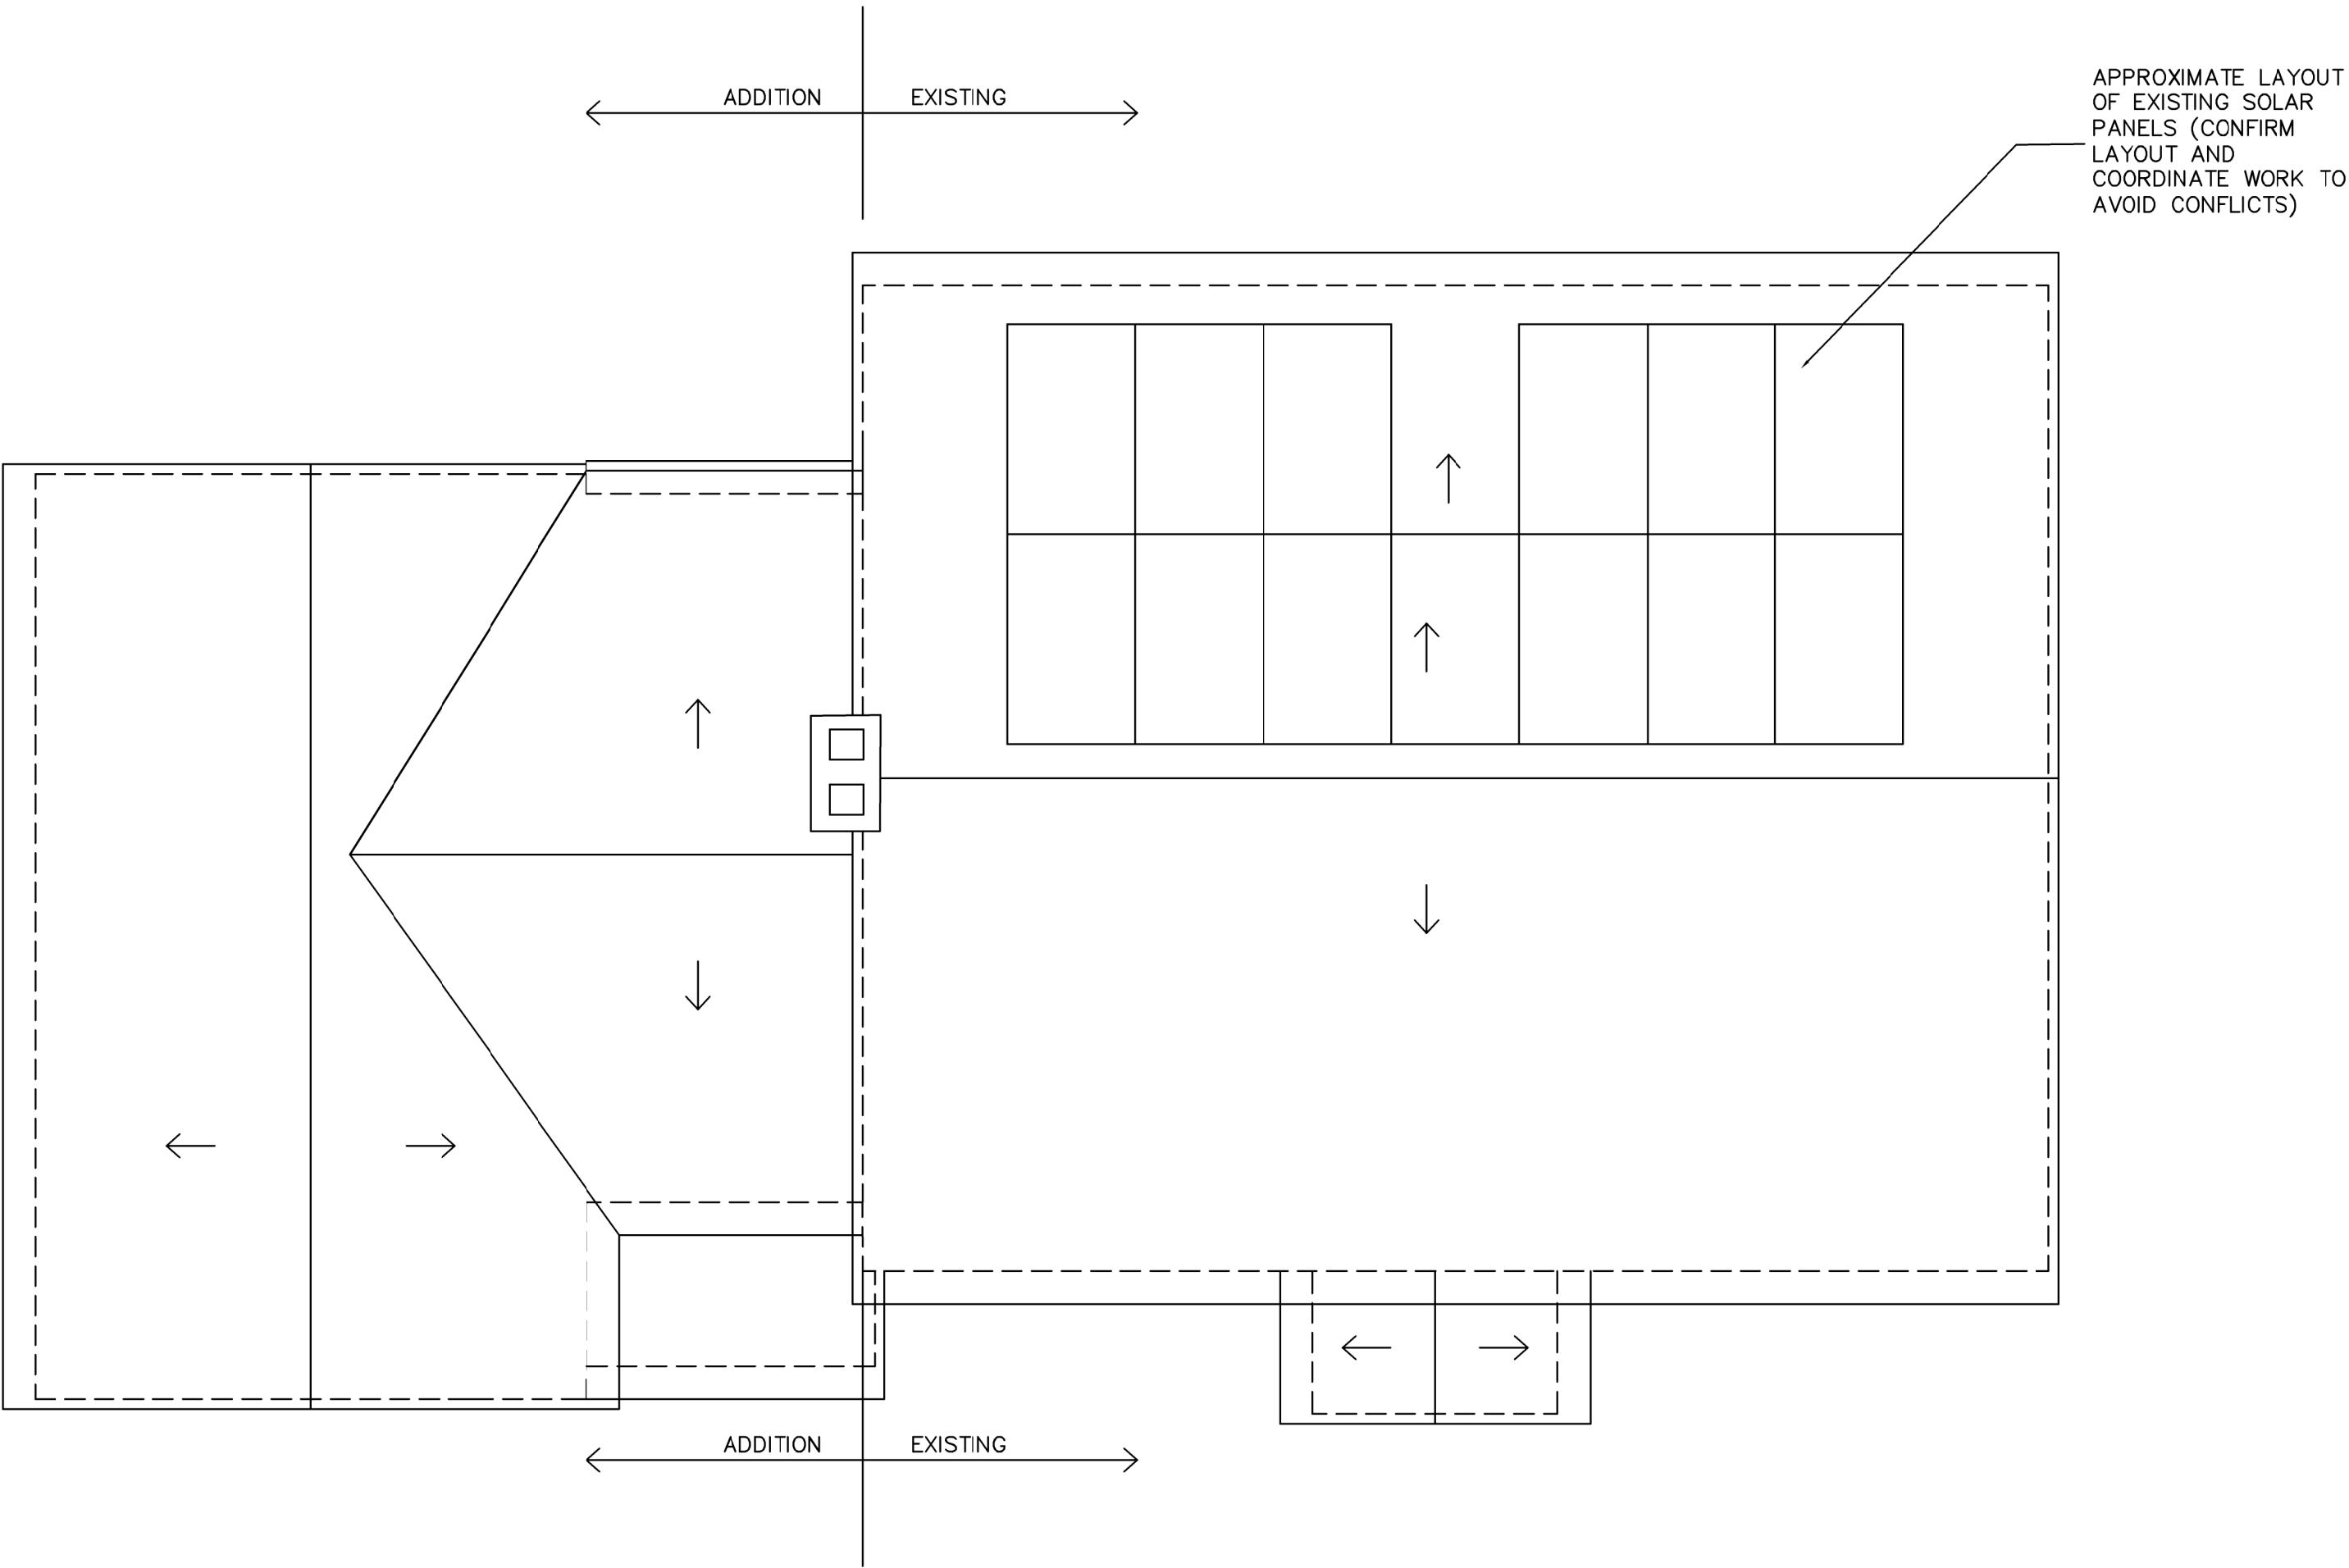 ADDITION EXISTING
APPROXIMATE LAYOUT
OF EXISTING SOLAR
PANELS (CONFIRM
LAYOUT AND
COORDINATE WORK TO
AVOID CONFLICTS)
ADDITION EXISTING